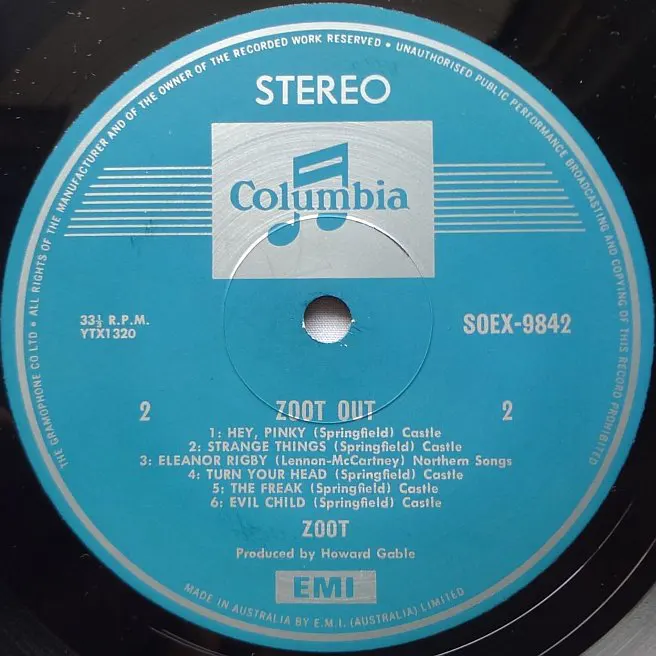 THE GRAMOPHONE CO LTD • ALL RIGHTS OF THE MANUFACTURER AND OF THE OWNER OF THE RECORDED WORK RESERVED • UNAUTHORISED PUBLIC PERFORMANCE BROADCASTING AND COPYING OF THIS RECORD PROHIBITED
STEREO
Columbia
33⅓ R.P.M.
YTX1320
SOEX-9842
2 ZOOT OUT 2
1: HEY, PINKY (Springfield) Castle
2: STRANGE THINGS (Springfield) Castle
3: ELEANOR RIGBY (Lennon-McCartney) Northern Songs
4: TURN YOUR HEAD (Springfield) Castle
5: THE FREAK (Springfield) Castle
6: EVIL CHILD (Springfield) Castle
ZOOT
Produced by Howard Gable
EMI
MADE IN AUSTRALIA BY E.M.I. (AUSTRALIA) LIMITED